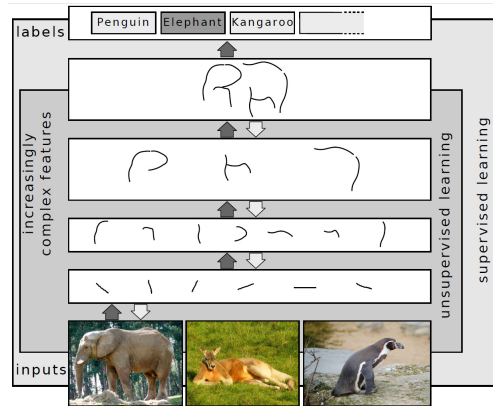 labels
Penguin
Elephant
Kangaroo
increasingly
complex features
unsupervised learning
supervised learning
inputs